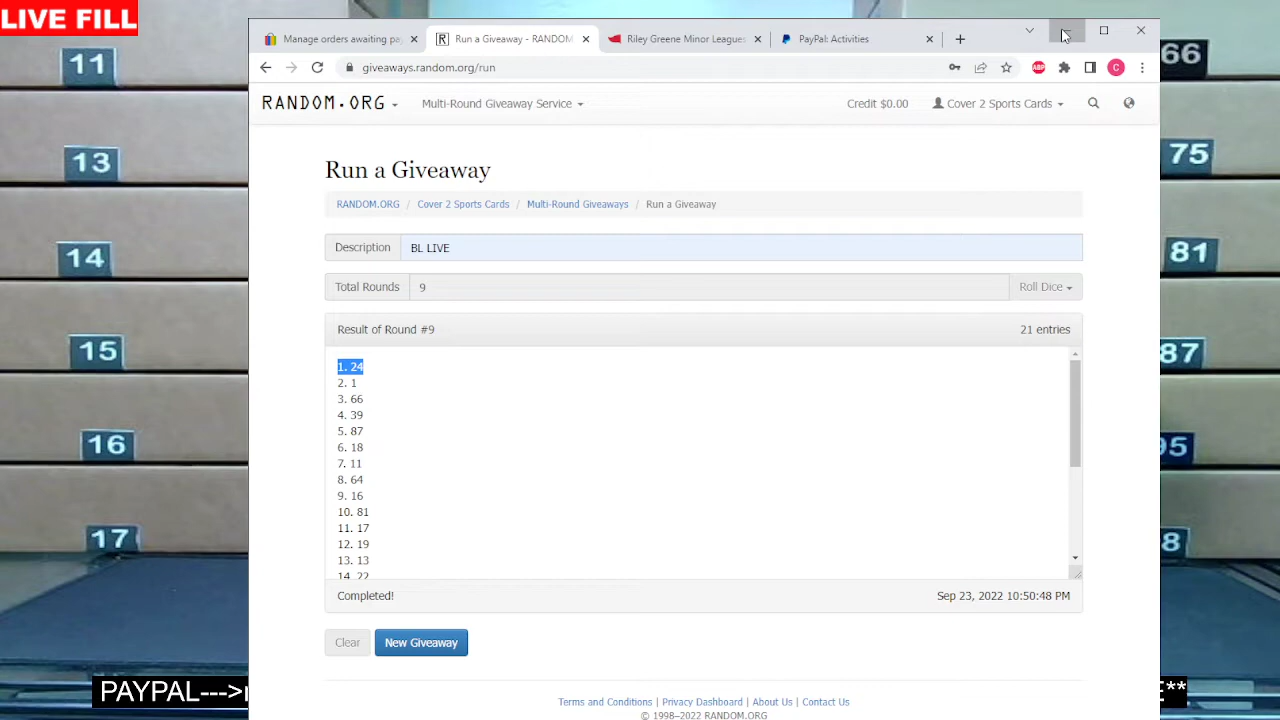 LIVE FILL
11
13
14
15
16
17
66
75
81
87
95
8
Manage orders awaiting pa
Run a Giveaway - RANDOM
Riley Greene Minor Leagues
PayPal: Activities
giveaways.random.o
ABP
C
RANDOM.ORG
Multi-Round Giveaway Service
Credit $0.00
Cover 2 Sports Cards
Run a Giveaway
RANDOM.ORG / Cover 2 Sports Cards / Multi-Round Giveaways / Run a Giveaway
Description BL LIVE
Total Rounds 9 Roll Dice
Result of Round #9 21 entries
1. 24
2. 1
3. 66
4. 39
5. 87
6. 18
7. 11
8. 64
9. 16
10. 81
11. 17
12. 19
13. 13
14. 22
Completed! Sep 23, 2022 10:50:48 PM
Clear New Giveaway
PAYPAL--->
E**
Terms and Conditions | Privacy Dashboard | About Us | Contact Us
© 1998–2022 RANDOM.ORG